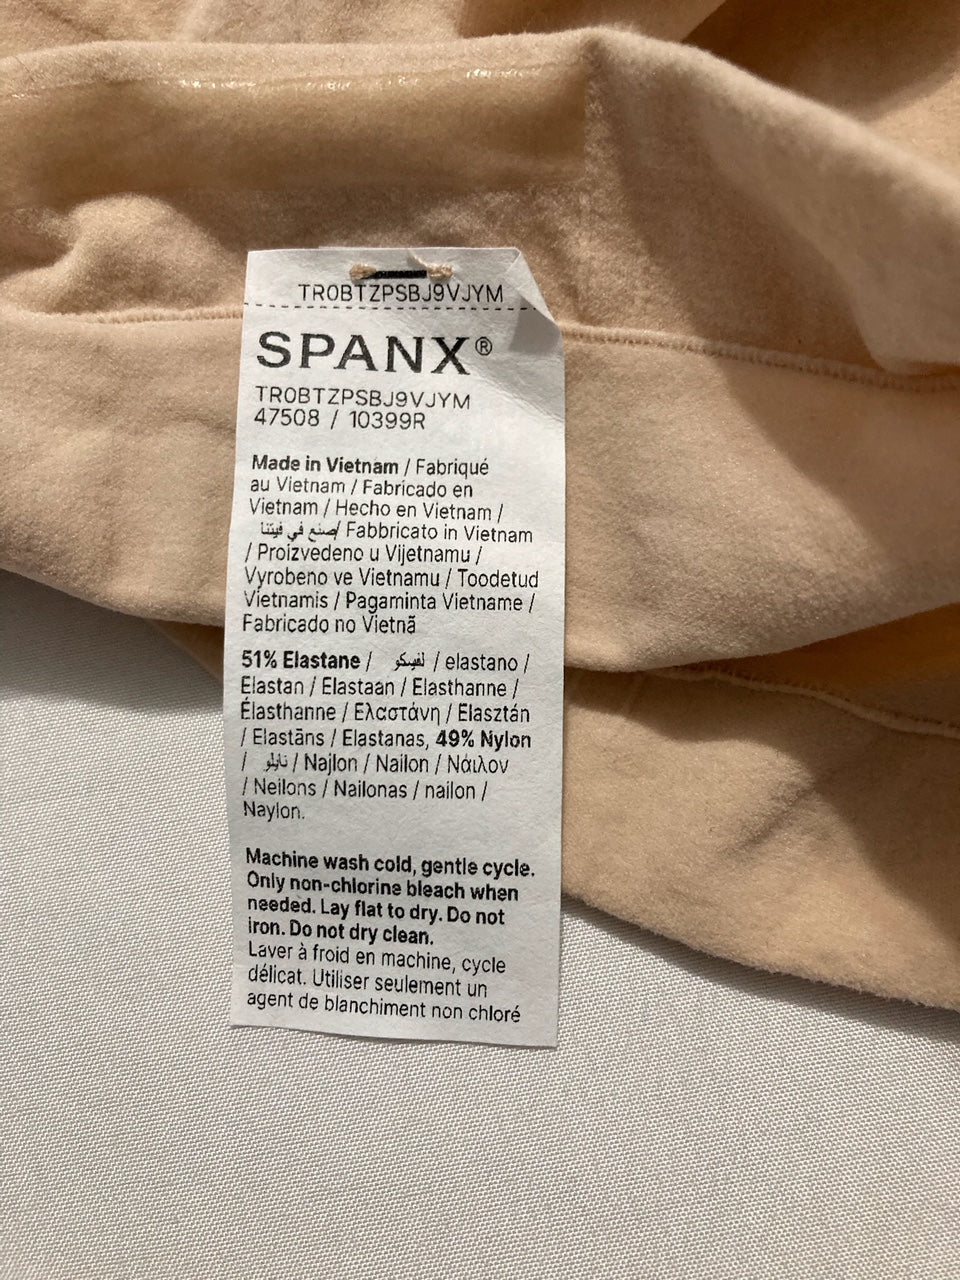 TR0BTZPSBJ9VJYM
SPANX®
TR0BTZPSBJ9VJYM
47508 / 10399R
Made in Vietnam / Fabriqué
au Vietnam / Fabricado en
Vietnam / Hecho en Vietnam /
صنع في فيتنا/ Fabbricato in Vietnam
/ Proizvedeno u Vijetnamu /
Vyrobeno ve Vietnamu / Toodetud
Vietnamis / Pagaminta Vietname /
Fabricado no Vietnã
51% Elastane / لفيسكو / elastano /
Elastan / Elastaan / Elasthanne /
Élasthanne / Ελαστάνη / Elasztán
/ Elastāns / Elastanas, 49% Nylon
/ نايلو / Najlon / Nailon / Νάιλον
/ Neilons / Nailonas / nailon /
Naylon.
Machine wash cold, gentle cycle.
Only non-chlorine bleach when
needed. Lay flat to dry. Do not
iron. Do not dry clean.
Laver à froid en machine, cycle
délicat. Utiliser seulement un
agent de blanchiment non chloré